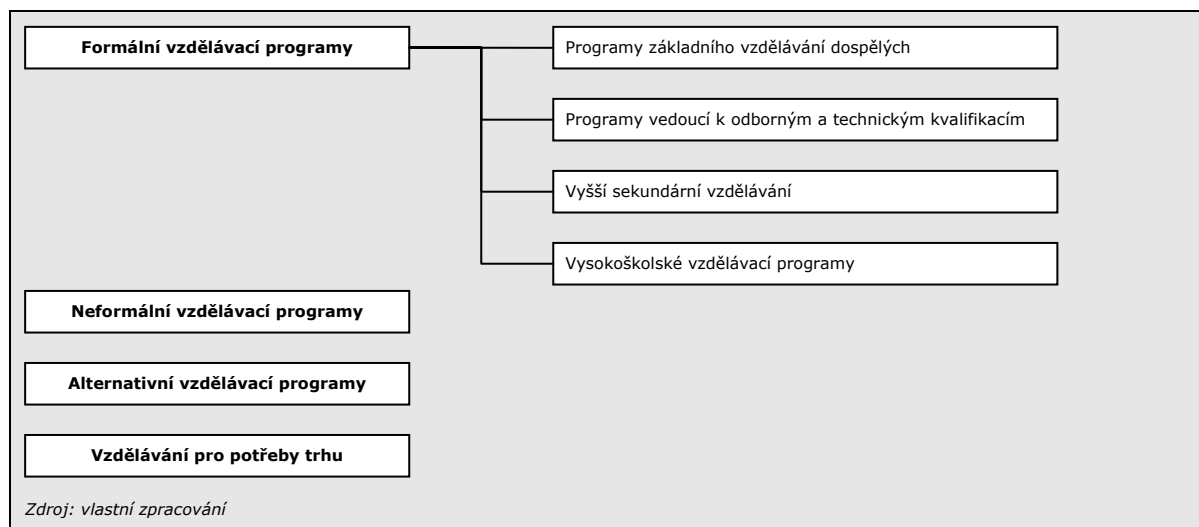 Formální vzdělávací programy
Programy základního vzdělávání dospělých
Programy vedoucí k odborným a technickým kvalifikacím
Vyšší sekundární vzdělávání
Vysokoškolské vzdělávací programy
Neformální vzdělávací programy
Alternativní vzdělávací programy
Vzdělávání pro potřeby trhu
Zdroj: vlastní zpracování